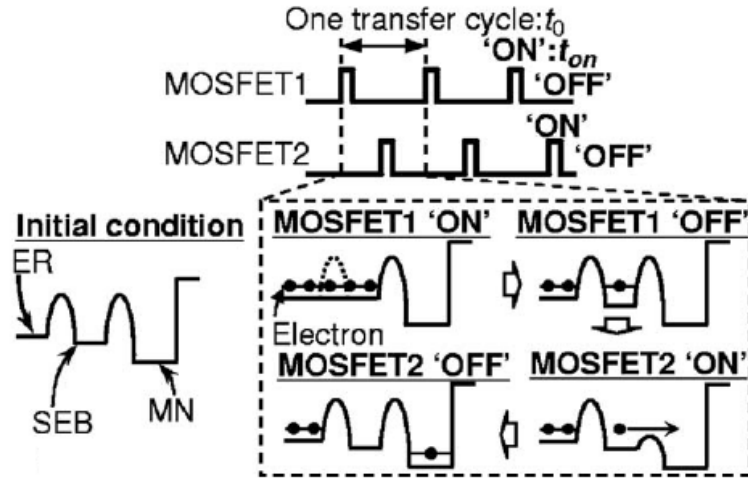 One transfer cycle:t0
'ON':ton
MOSFET1
'OFF'
'ON'
MOSFET2
'OFF'
Initial condition
ER
SEB
MN
MOSFET1 'ON'
MOSFET1 'OFF'
Electron
MOSFET2 'OFF'
MOSFET2 'ON'